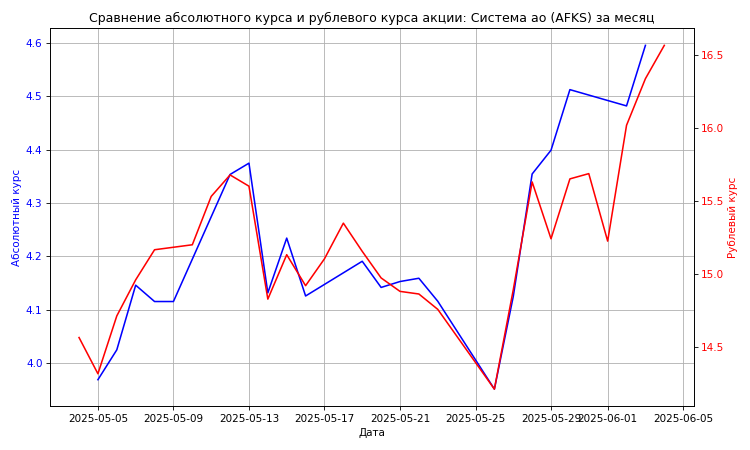 Сравнение абсолютного курса и рублевого курса акции: Система ао (AFKS) за месяц
Абсолютный курс
4.6
4.5
4.4
4.3
4.2
4.1
4.0
16.5
16.0
15.5
15.0
14.5
Рублевый курс
2025-05-05 2025-05-09 2025-05-13 2025-05-17 2025-05-21 2025-05-25 2025-05-29 2025-06-01 2025-06-05
Дата